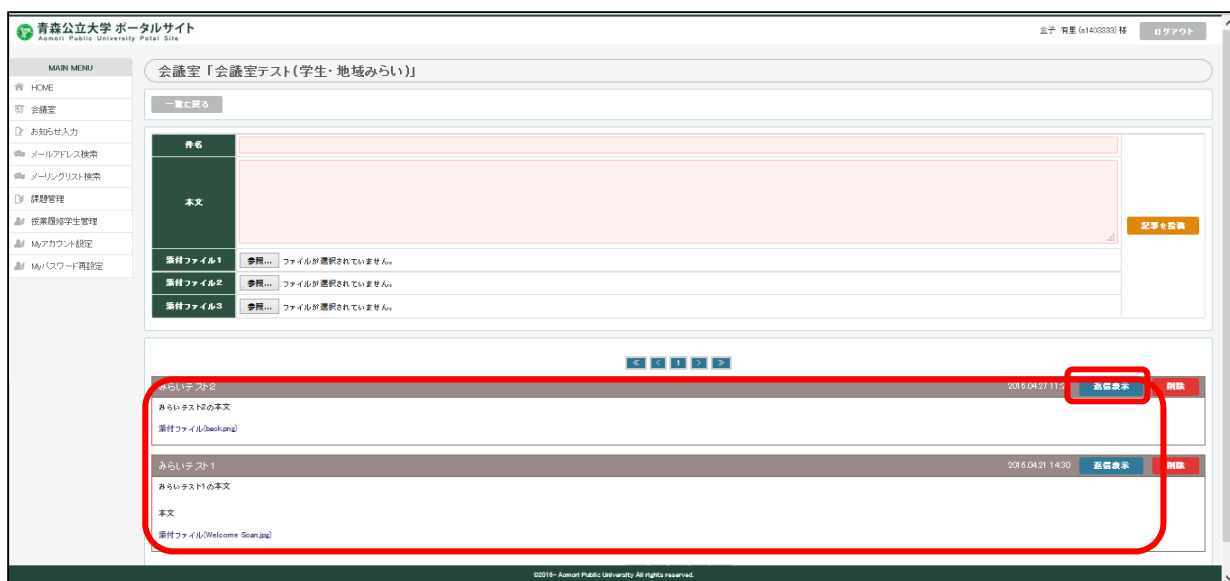 青森公立大学 ポータルサイト
Aomori Public University Potal Site
金子 有里(a1403333)様
ログアウト
MAIN MENU
HOME
会議室
お知らせ入力
メールアドレス検索
メーリングリスト検索
課題管理
授業履修学生管理
Myアカウント設定
Myパスワード再設定
会議室「会議室テスト(学生・地域みらい)」
一覧に戻る
件名
本文
記事を投稿
添付ファイル1 参照... ファイルが選択されていません。
添付ファイル2 参照... ファイルが選択されていません。
添付ファイル3 参照... ファイルが選択されていません。
≪ < 1 > ≫
みらいテスト2 2016.04.27 返信表示 削除
みらいテスト2の本文
添付ファイル(back.png)
みらいテスト1 2016.04.21 14:30 返信表示 削除
みらいテスト1の本文
本文
添付ファイル(Welcome Scan.jpg)
©2016- Aomori Public University All rights reserved.